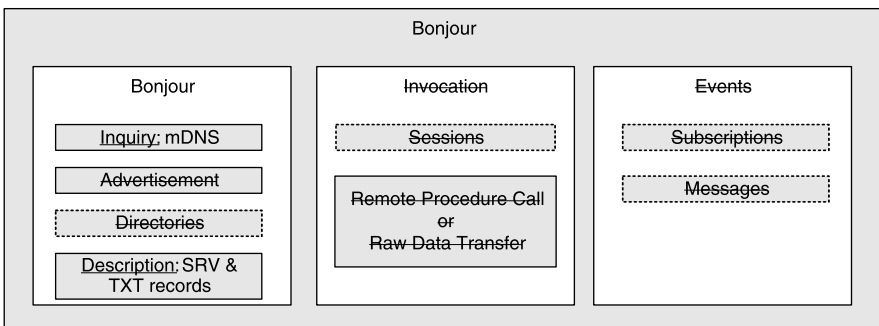 Bonjour
Bonjour
Inquiry: mDNS
Advertisement
Directories
Description: SRV &
TXT records
Invocation
Sessions
Remote Procedure Call
or
Raw Data Transfer
Events
Subscriptions
Messages